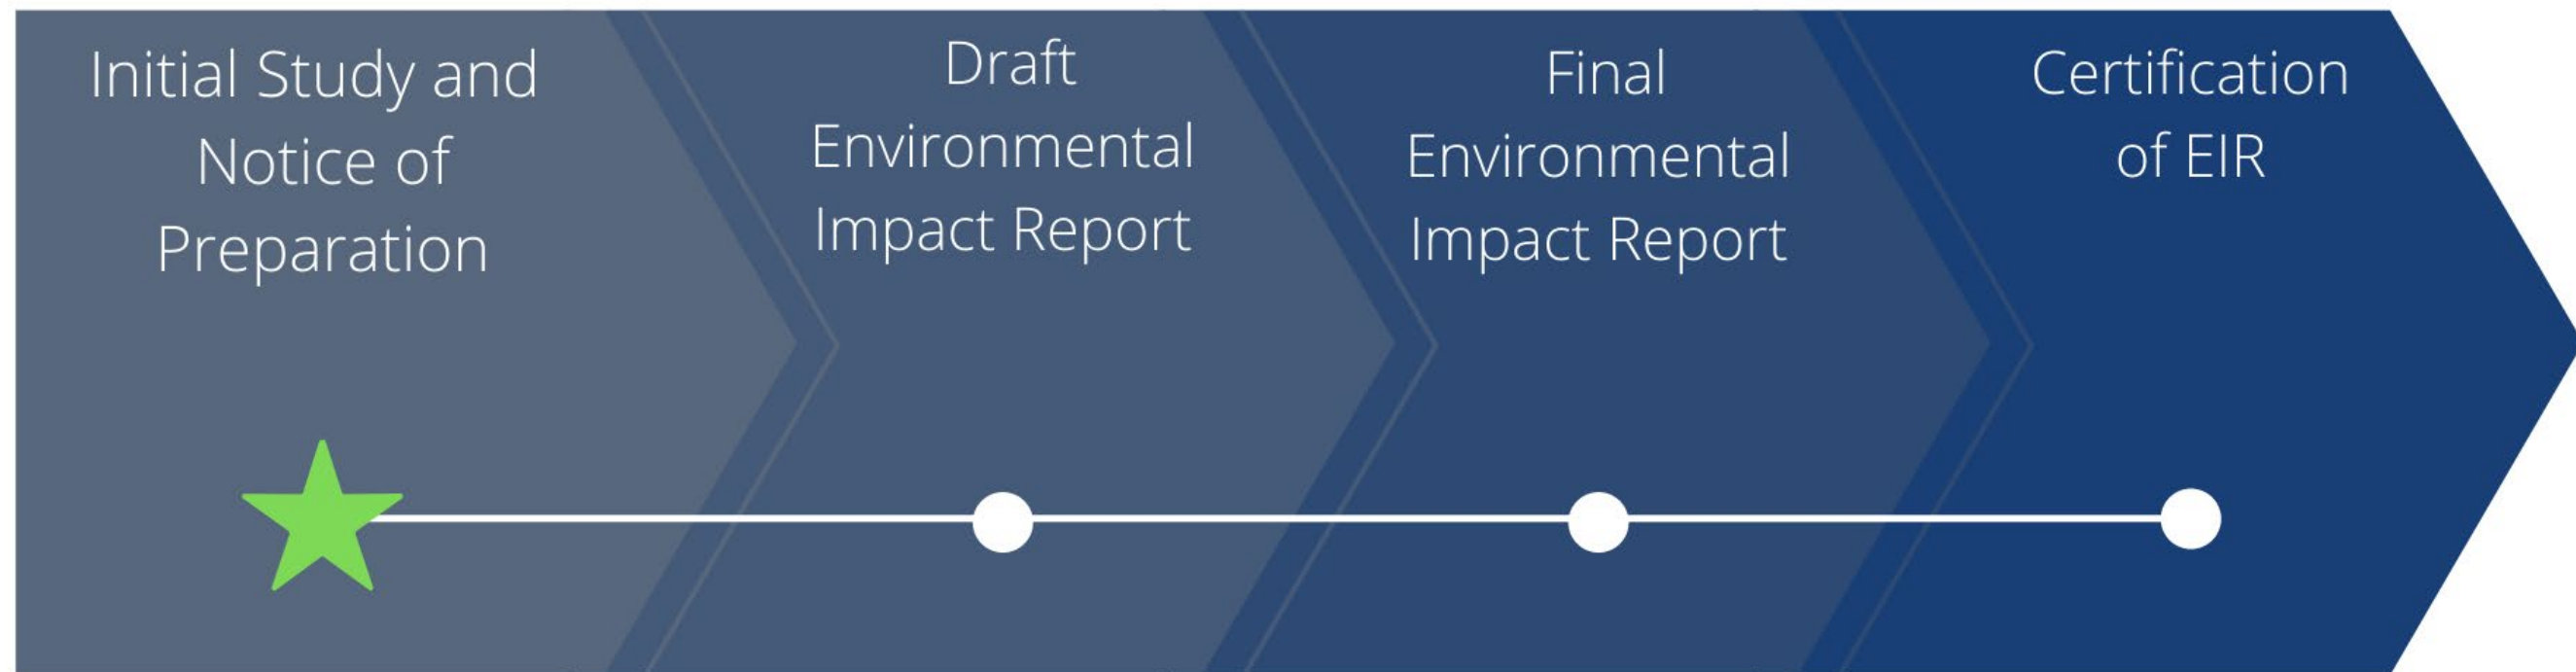 Initial Study and
Notice of
Preparation
Draft
Environmental
Impact Report
Final
Environmental
Impact Report
Certification
of EIR